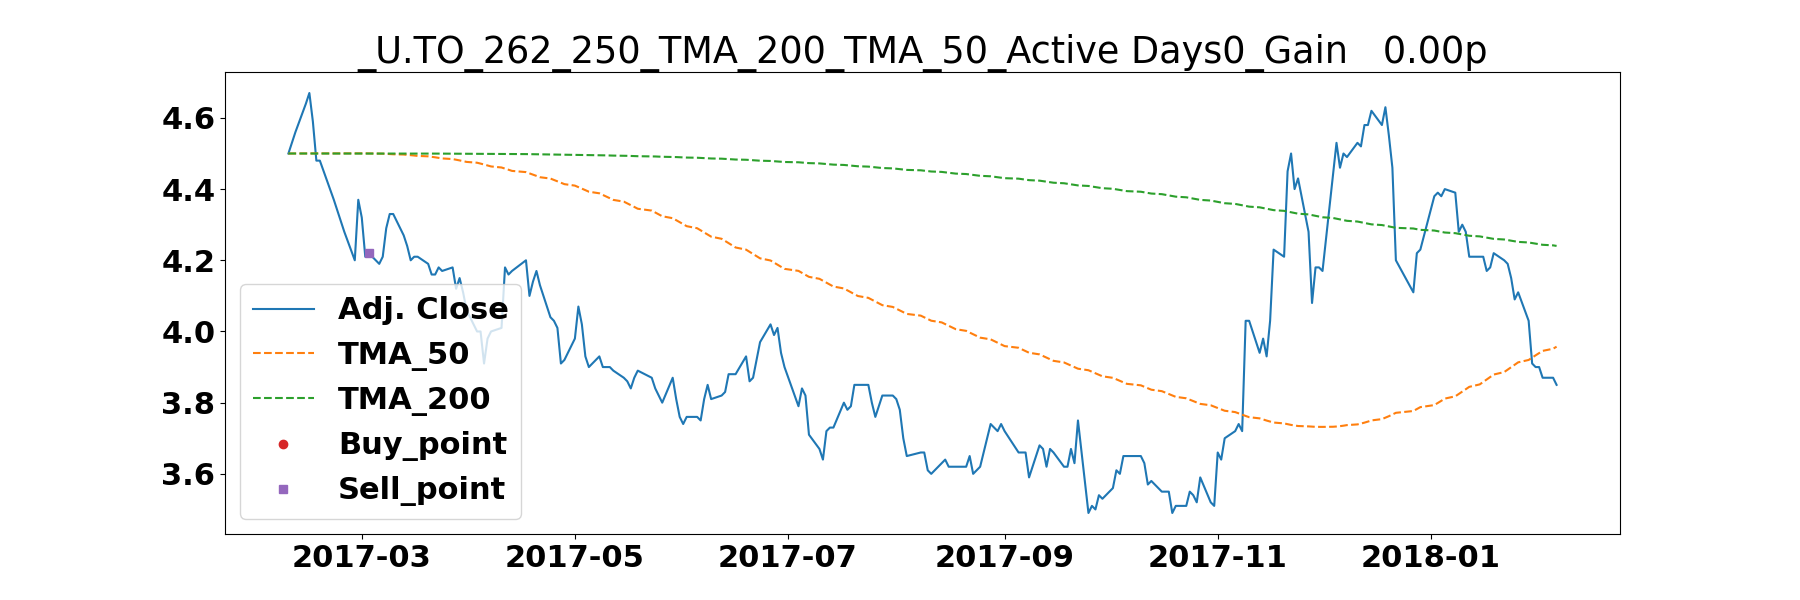 _U.TO_262_250_TMA_200_TMA_50_Active Days0_Gain   0.00p
4.6
4.4
4.2
4.0
3.8
3.6
Adj. Close
TMA_50
TMA_200
Buy_point
Sell_point
2017-03 2017-05 2017-07 2017-09 2017-11 2018-01